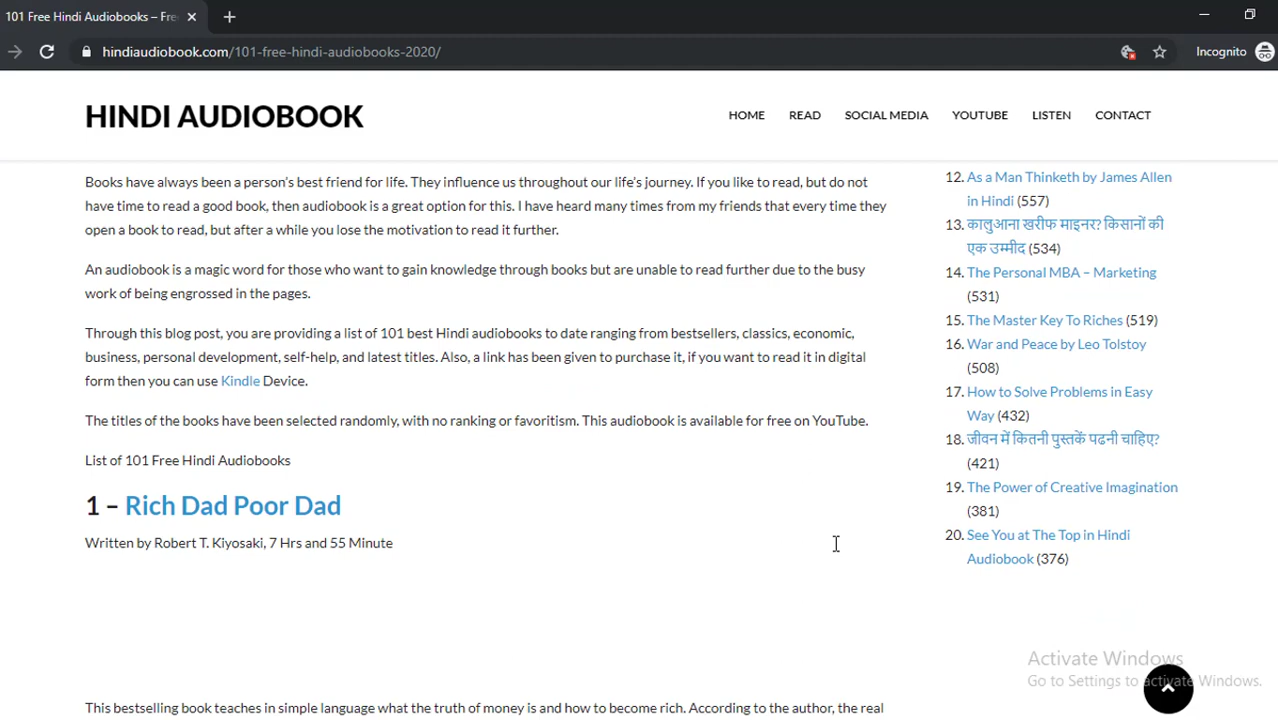 101 Free Hindi Audiobooks – Fre
hindiaudiobook.com/101-free-hindi-audiobooks-2020/
Incognito
HINDI AUDIOBOOK
HOME READ SOCIAL MEDIA YOUTUBE LISTEN CONTACT
Books have always been a person's best friend for life. They influence us throughout our life's journey. If you like to read, but do not
have time to read a good book, then audiobook is a great option for this. I have heard many times from my friends that every time they
open a book to read, but after a while you lose the motivation to read it further.
An audiobook is a magic word for those who want to gain knowledge through books but are unable to read further due to the busy
work of being engrossed in the pages.
Through this blog post, you are providing a list of 101 best Hindi audiobooks to date ranging from bestsellers, classics, economic,
business, personal development, self-help, and latest titles. Also, a link has been given to purchase it, if you want to read it in digital
form then you can use Kindle Device.
The titles of the books have been selected randomly, with no ranking or favoritism. This audiobook is available for free on YouTube.
List of 101 Free Hindi Audiobooks
1 – Rich Dad Poor Dad
Written by Robert T. Kiyosaki, 7 Hrs and 55 Minute
This bestselling book teaches in simple language what the truth of money is and how to become rich. According to the author, the real
12. As a Man Thinketh by James Allen
in Hindi (557)
13. कालुआना खरीफ माइनर? किसानों की
एक उम्मीद (534)
14. The Personal MBA – Marketing
(531)
15. The Master Key To Riches (519)
16. War and Peace by Leo Tolstoy
(508)
17. How to Solve Problems in Easy
Way (432)
18. जीवन में कितनी पुस्तकें पढनी चाहिए?
(421)
19. The Power of Creative Imagination
(381)
20. See You at The Top in Hindi
Audiobook (376)
Activate Windows
Go to Settings to activate Windows.